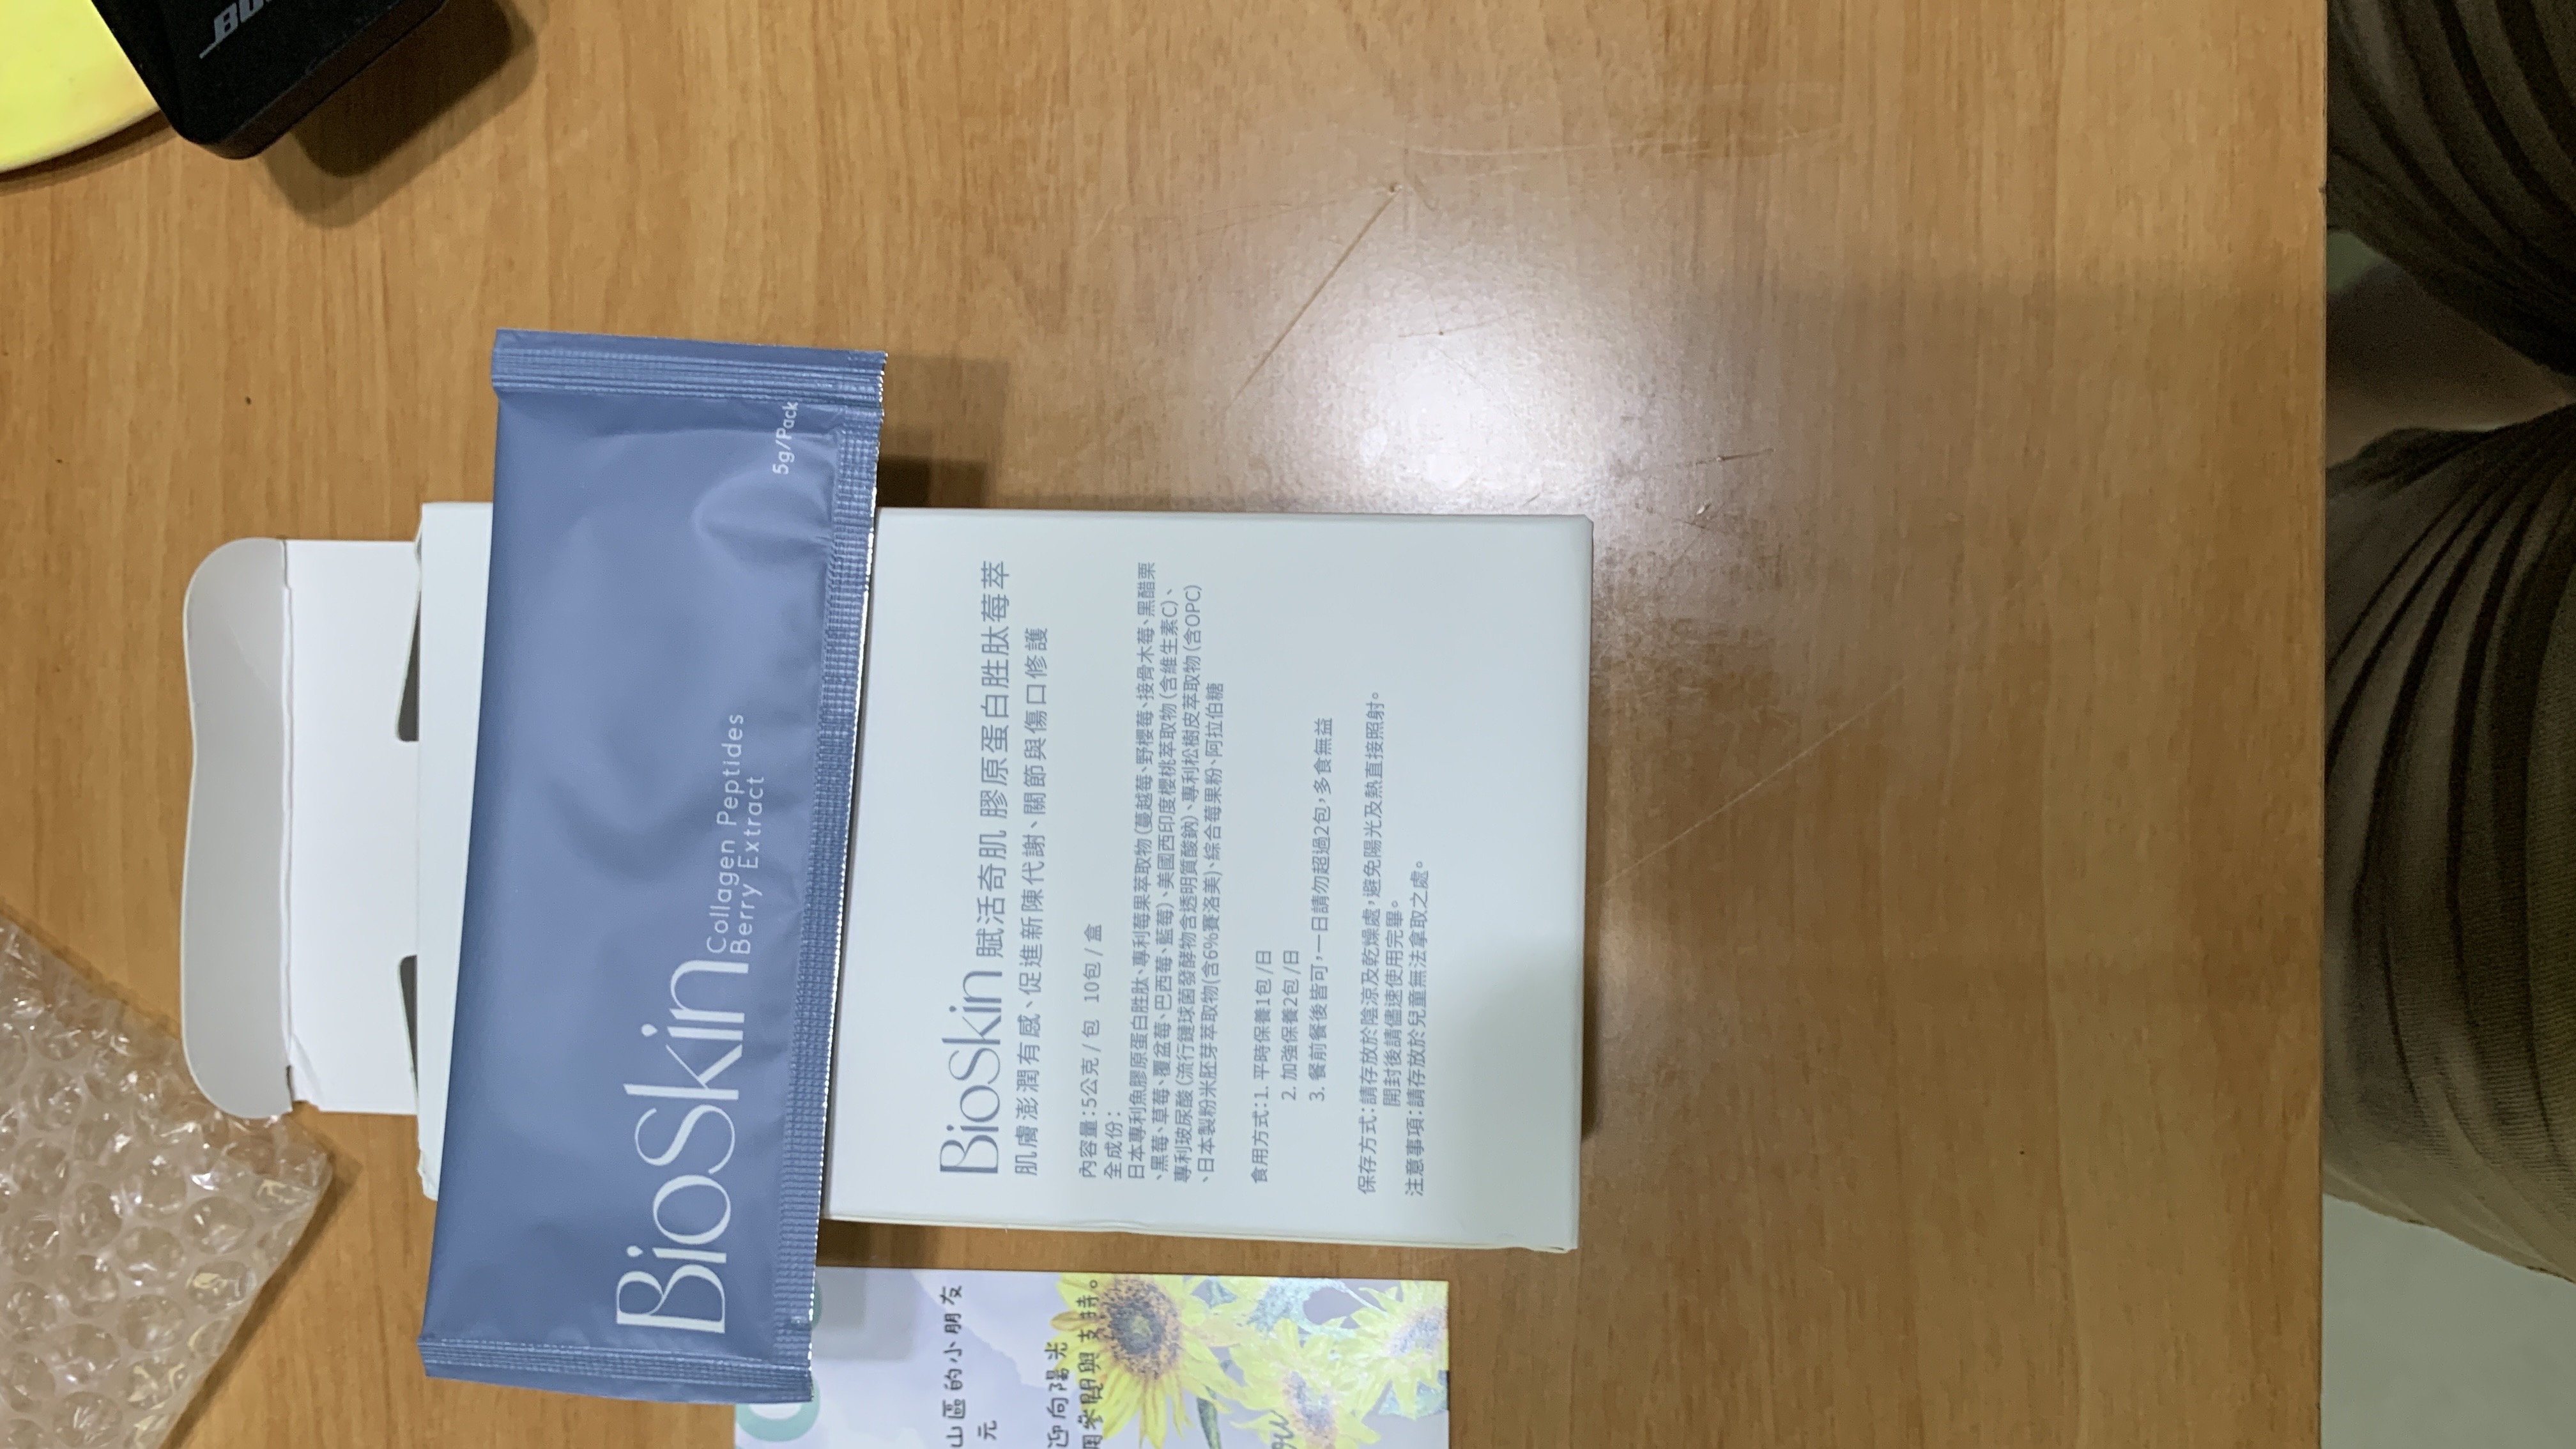 BioSkin
Collagen Peptides
Berry Extract
5g/Pack
BioSkin 賦活奇肌 膠原蛋白胜肽莓萃
肌膚澎潤有感、促進新陳代謝、關節與傷口修護
內容量：5公克 / 包 10包 / 盒
全成份：
日本專利魚膠原蛋白胜肽、專利莓果萃取物（蔓越莓、野櫻莓、接骨木莓、黑醋栗
、黑莓、草莓、覆盆莓、巴西莓、藍莓）、美國西印度櫻桃萃取物（含維生素C）、
專利玻尿酸（流行鏈球菌發酵物含透明質酸鈉）、專利松樹皮萃取物（含OPC）
、日本製粉米胚芽萃取物(含6%賽洛美)、綜合莓果粉、阿拉伯糖
食用方式：1. 平時保養1包 /日
2. 加強保養2包 /日
3. 餐前餐後皆可，一日請勿超過2包，多食無益
保存方式：請存放於陰涼及乾燥處，避免陽光及熱直接照射。
開封後請儘速使用完畢。
注意事項：請存放於兒童無法拿取之處。
山區的小朋友
元
迎向陽光
參閱與支持。